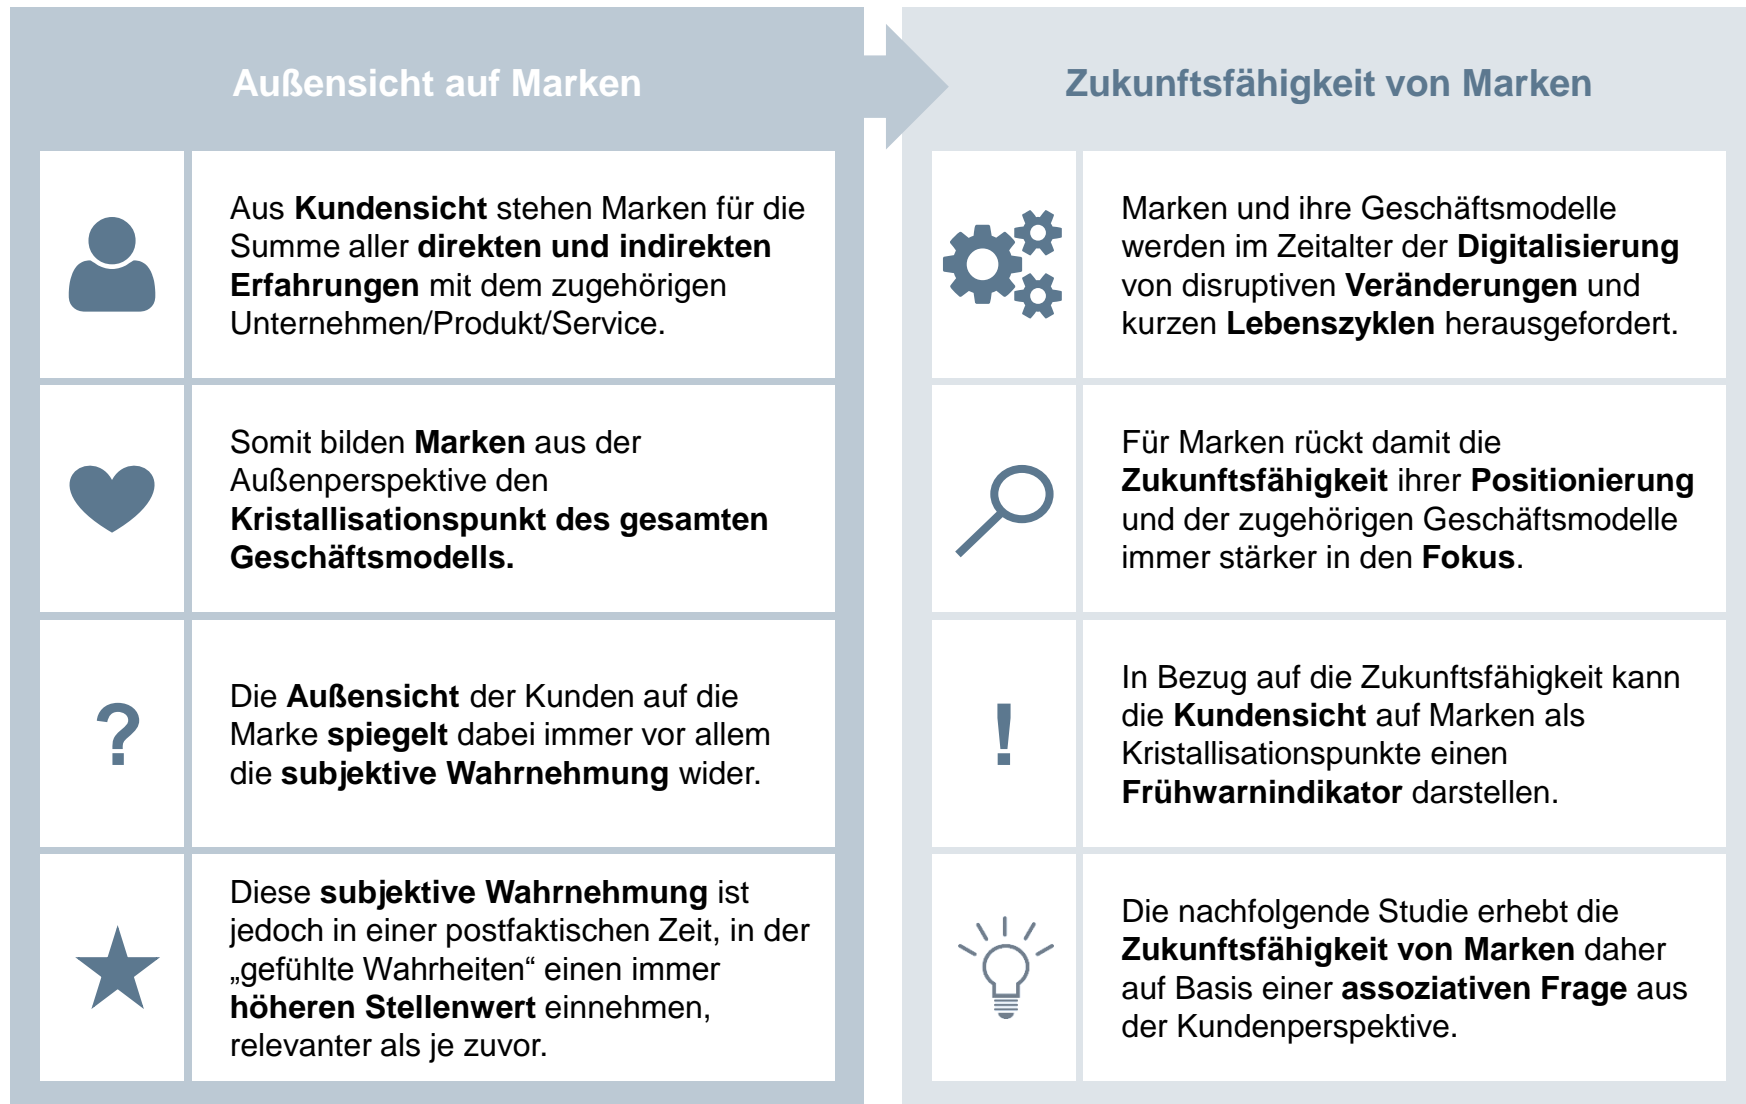 Außensicht auf Marken
Aus Kundensicht stehen Marken für die
Summe aller direkten und indirekten
Erfahrungen mit dem zugehörigen
Unternehmen/Produkt/Service.
Somit bilden Marken aus der
Außenperspektive den
Kristallisationspunkt des gesamten
Geschäftsmodells.
?
Die Außensicht der Kunden auf die
Marke spiegelt dabei immer vor allem
die subjektive Wahrnehmung wider.
Diese subjektive Wahrnehmung ist
jedoch in einer postfaktischen Zeit, in der
„gefühlte Wahrheiten“ einen immer
höheren Stellenwert einnehmen,
relevanter als je zuvor.
Zukunftsfähigkeit von Marken
Marken und ihre Geschäftsmodelle
werden im Zeitalter der Digitalisierung
von disruptiven Veränderungen und
kurzen Lebenszyklen herausgefordert.
Für Marken rückt damit die
Zukunftsfähigkeit ihrer Positionierung
und der zugehörigen Geschäftsmodelle
immer stärker in den Fokus.
!
In Bezug auf die Zukunftsfähigkeit kann
die Kundensicht auf Marken als
Kristallisationspunkte einen
Frühwarnindikator darstellen.
Die nachfolgende Studie erhebt die
Zukunftsfähigkeit von Marken daher
auf Basis einer assoziativen Frage aus
der Kundenperspektive.